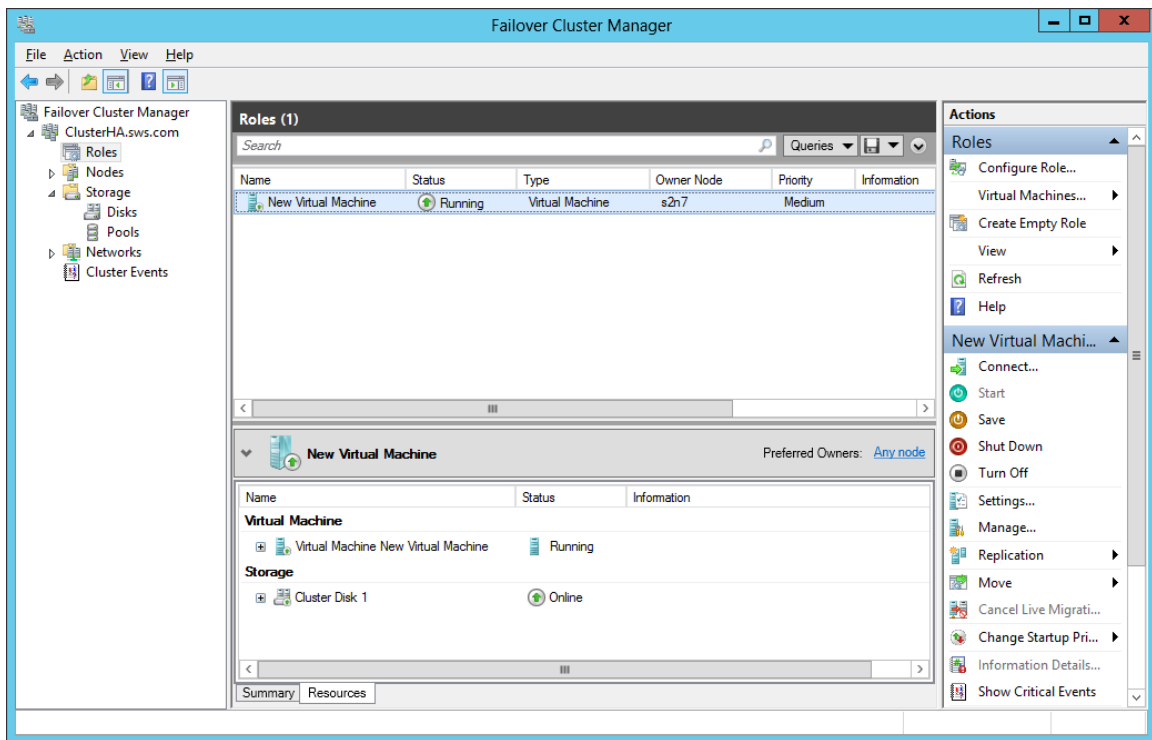 Failover Cluster Manager
File Action View Help
Failover Cluster Manager
ClusterHA.sws.com
Roles
Nodes
Storage
Disks
Pools
Networks
Cluster Events
Roles (1)
Search
Queries
Name Status Type Owner Node Priority Information
New Virtual Machine Running Virtual Machine s2n7 Medium
New Virtual Machine Preferred Owners: Any node
Name Status Information
Virtual Machine
Virtual Machine New Virtual Machine Running
Storage
Cluster Disk 1 Online
Summary Resources
Actions
Roles
Configure Role...
Virtual Machines...
Create Empty Role
View
Refresh
Help
New Virtual Machi...
Connect...
Start
Save
Shut Down
Turn Off
Settings...
Manage...
Replication
Move
Cancel Live Migrati...
Change Startup Pri...
Information Details...
Show Critical Events